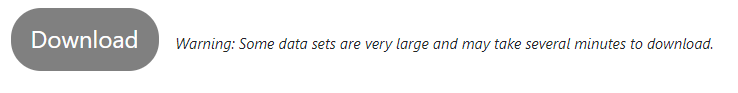 Download Warning: Some data sets are very large and may take several minutes to download.